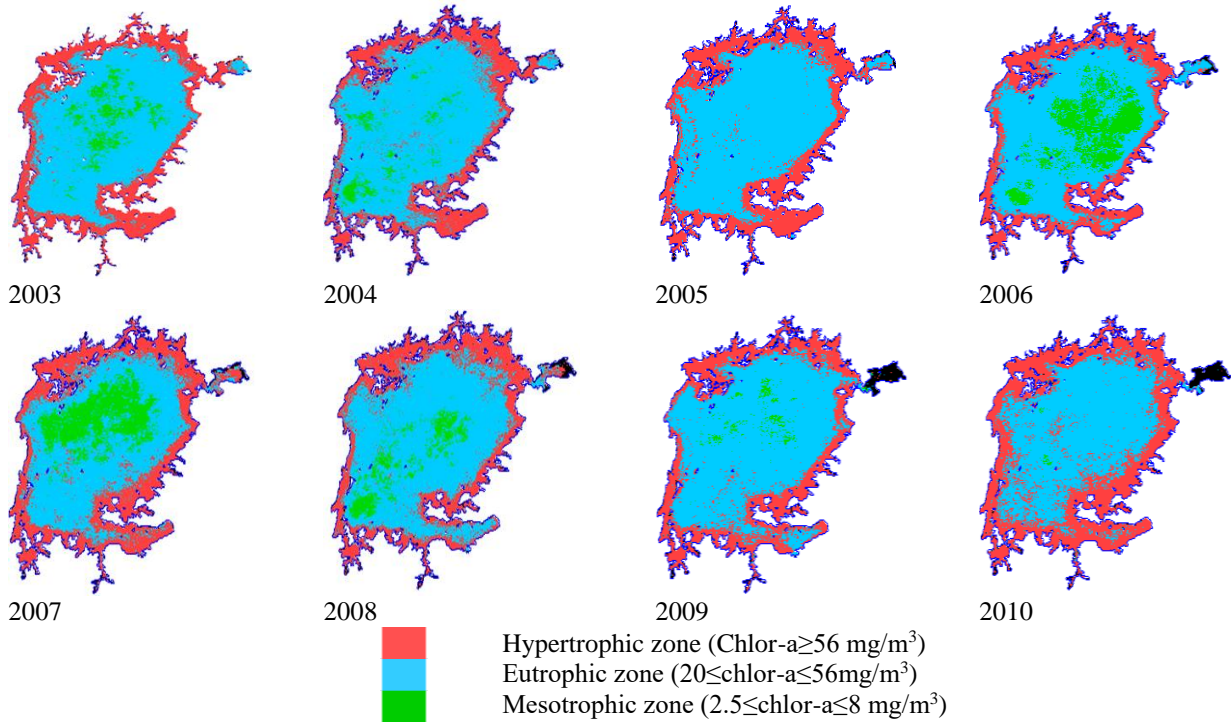 2003 2004 2005 2006
2007 2008 2009 2010
Hypertrophic zone (Chlor-a≥56 mg/m³)
Eutrophic zone (20≤chlor-a≤56mg/m³)
Mesotrophic zone (2.5≤chlor-a≤8 mg/m³)